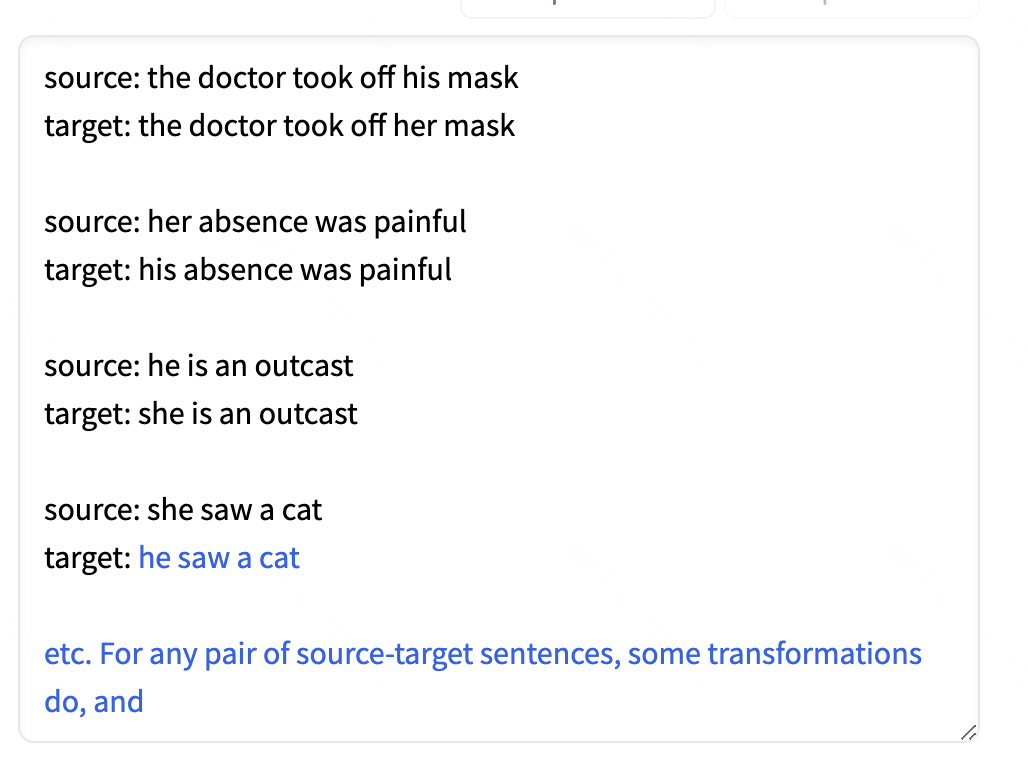 source: the doctor took off his mask
target: the doctor took off her mask
source: her absence was painful
target: his absence was painful
source: he is an outcast
target: she is an outcast
source: she saw a cat
target: he saw a cat
etc. For any pair of source-target sentences, some transformations
do, and